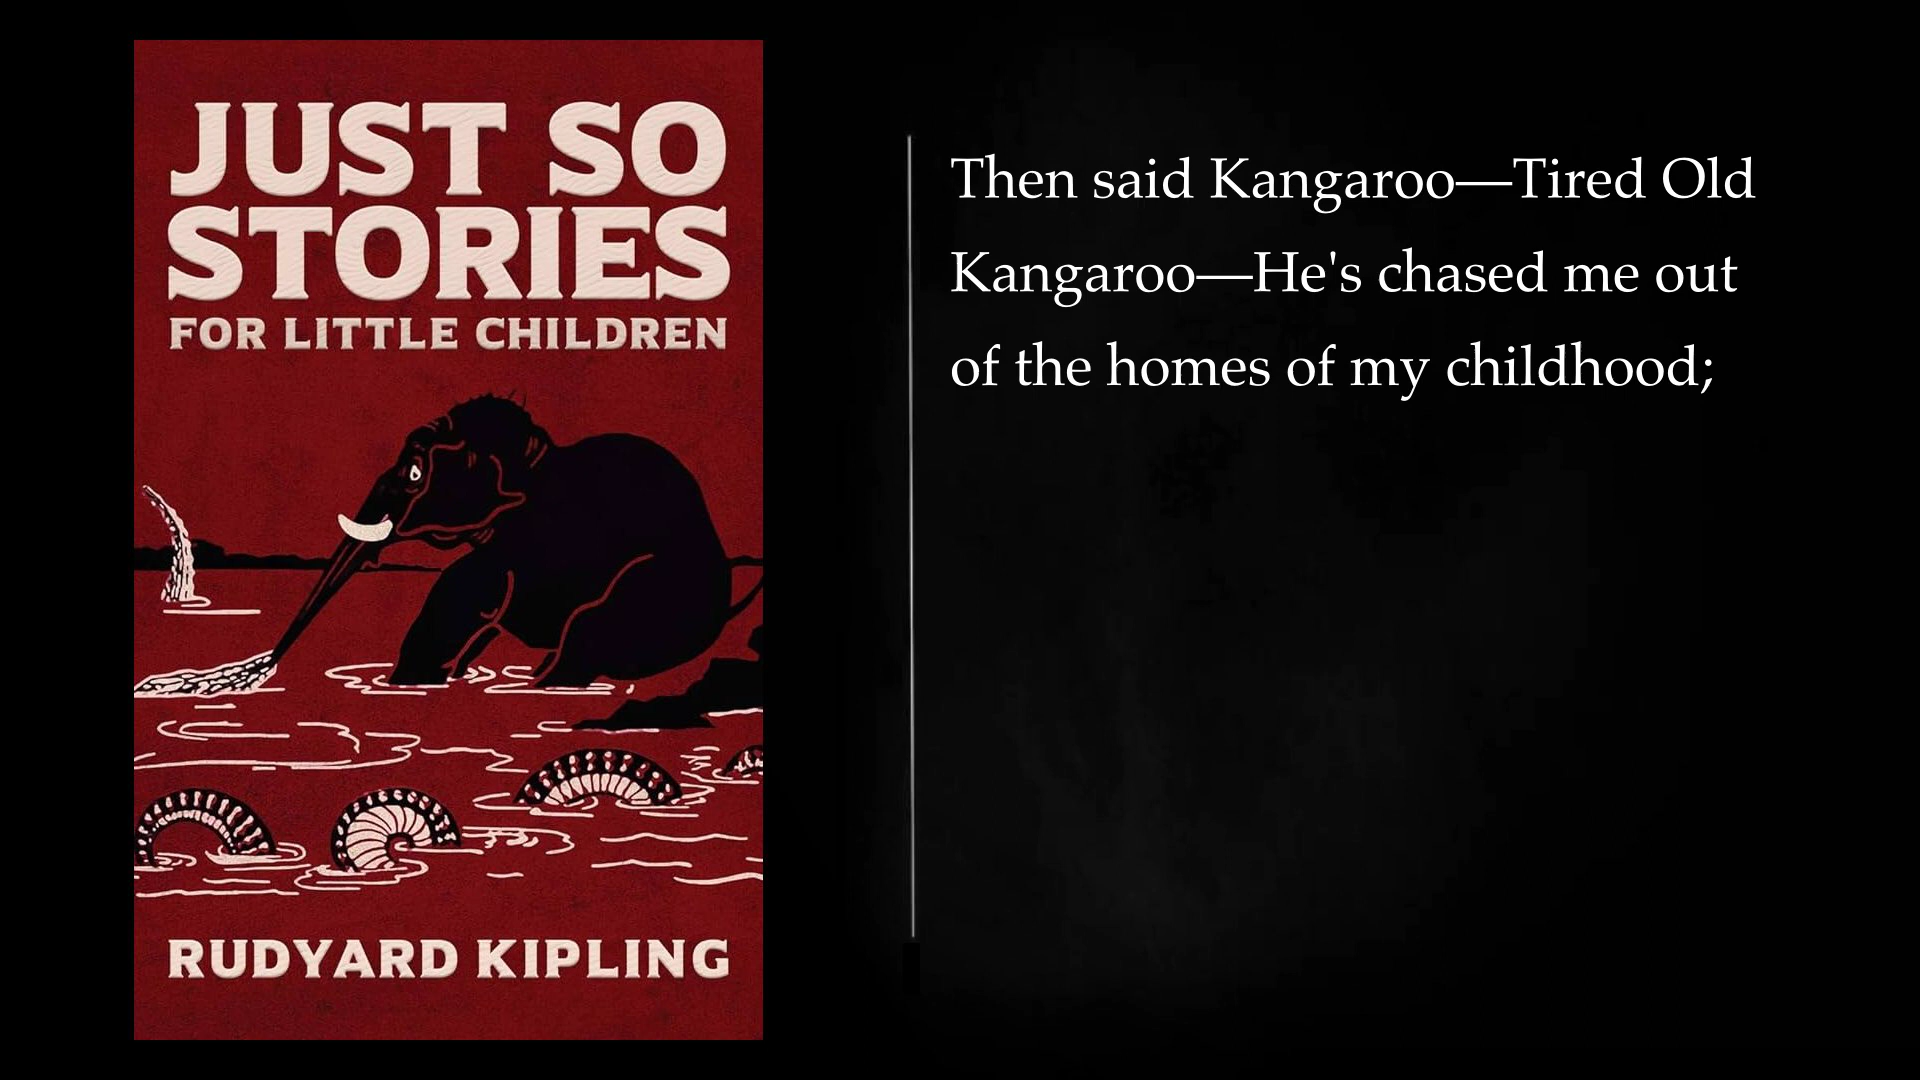 JUST SO
STORIES
FOR LITTLE CHILDREN
RUDYARD KIPLING
Then said Kangaroo—Tired Old
Kangaroo—He's chased me out
of the homes of my childhood;